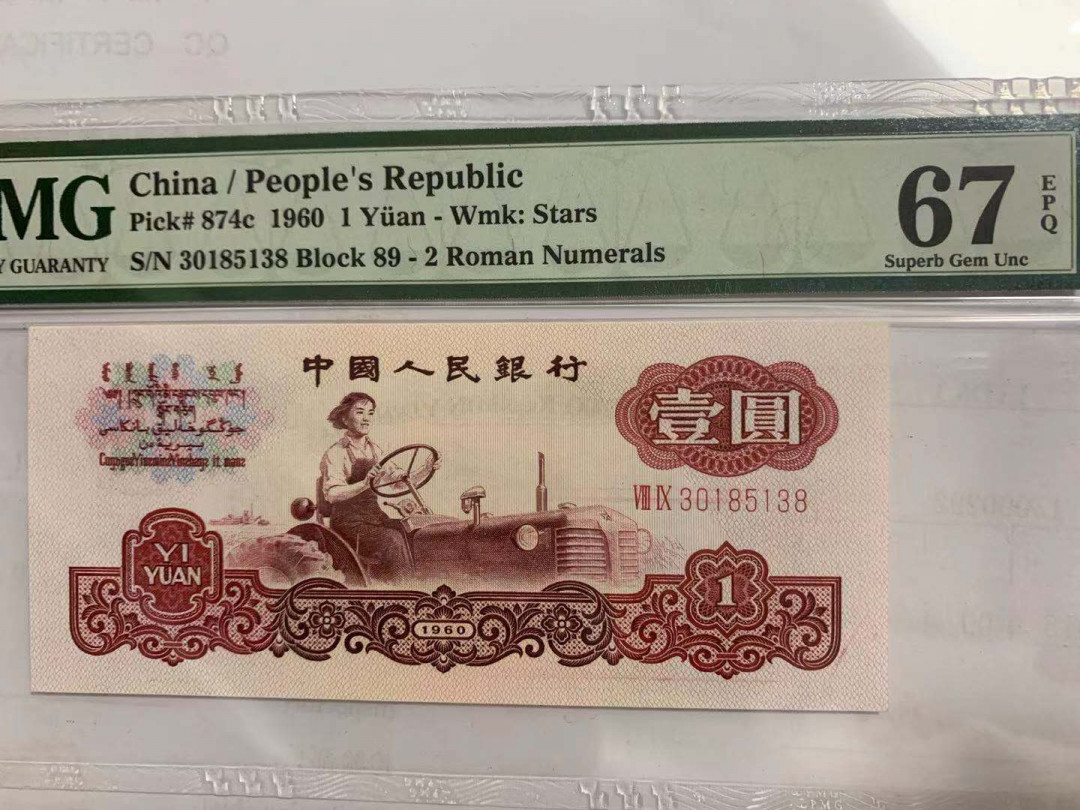 MG
Y GUARANTY
China / People's Republic
Pick# 874c 1960 1 Yüan - Wmk: Stars
S/N 30185138 Block 89 - 2 Roman Numerals
67
EPQ
Superb Gem Unc
中國人民銀行
壹圓
VIII IX 30185138
YI
YUAN
1960
1
PMG